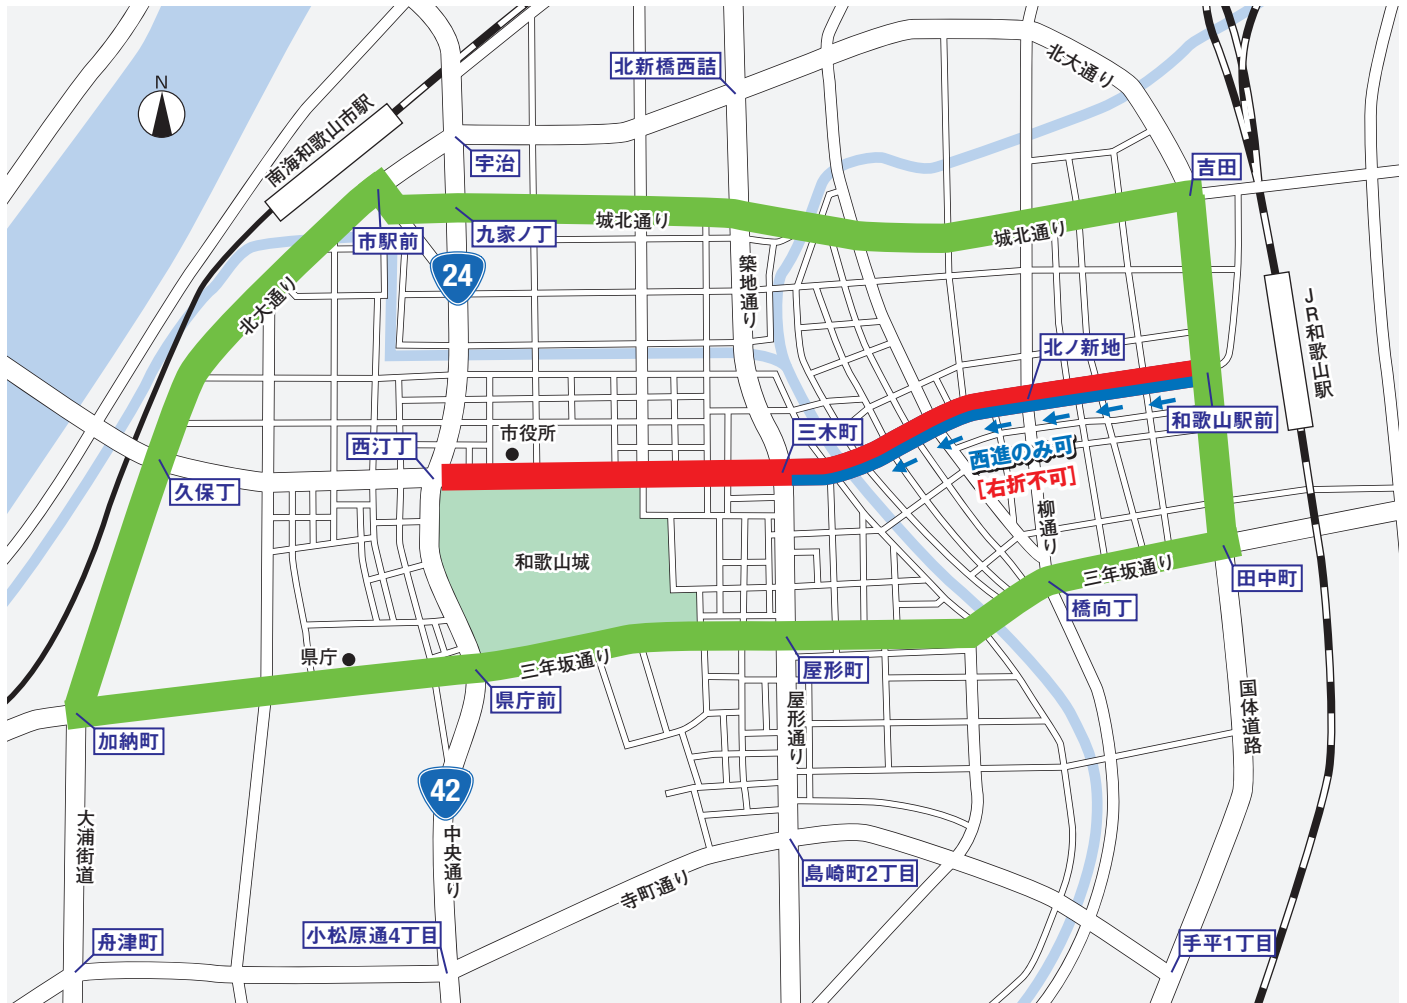 北新橋西詰
北大通り
N
南海和歌山市駅
宇治
吉田
市駅前
九家ノ丁
城北通り
城北通り
24
築地通り
北大通り
JR和歌山駅
北ノ新地
和歌山駅前
西汀丁
市役所
三木町
西進のみ可
[右折不可]
久保丁
柳通り
和歌山城
三年坂通り
田中町
橋向丁
県庁
三年坂通り
屋形町
県庁前
屋形通り
国体道路
加納町
42
大浦街道
中央通り
島崎町2丁目
寺町通り
舟津町
小松原通4丁目
手平1丁目